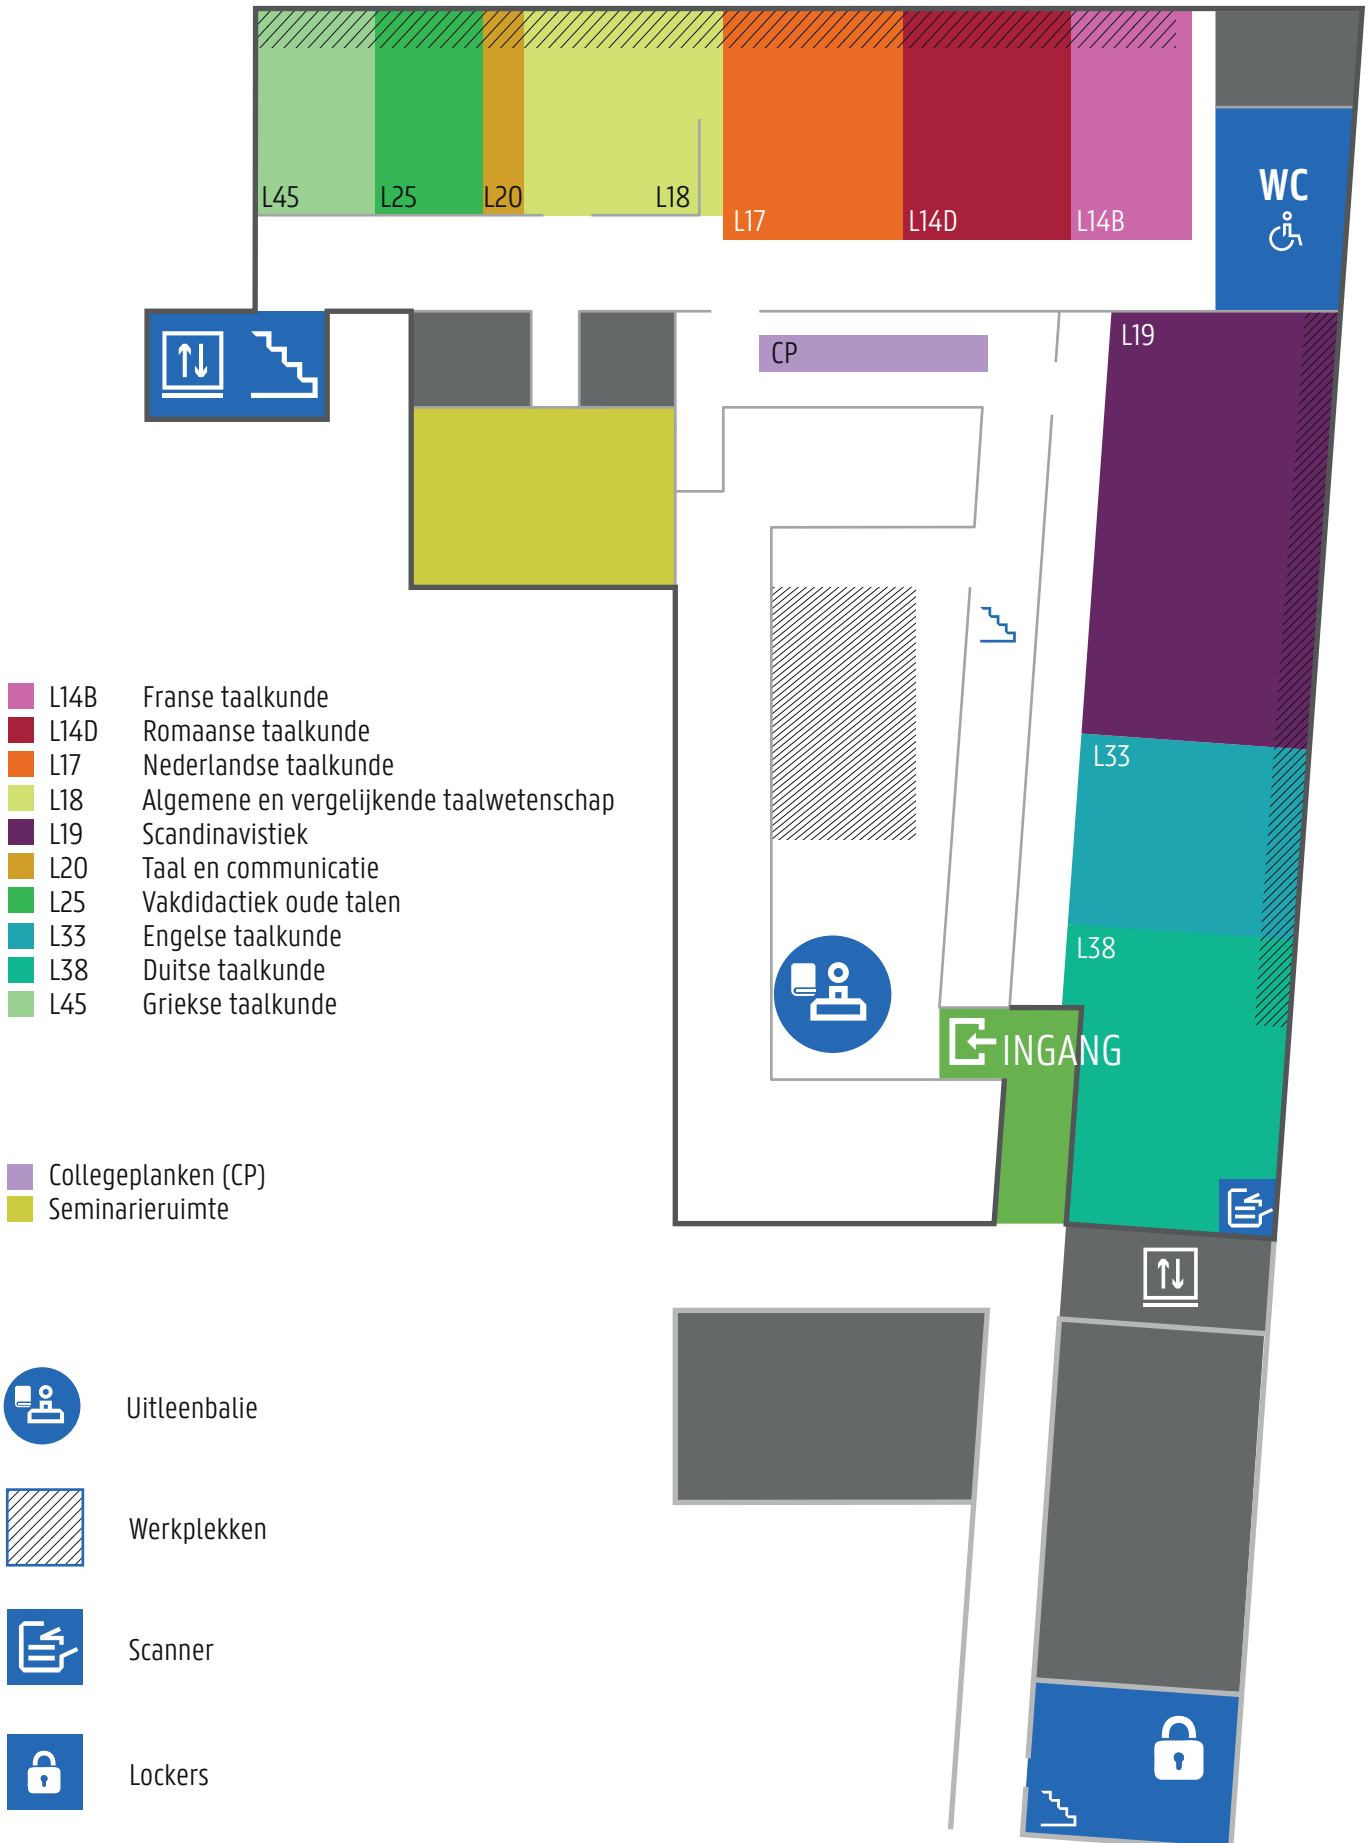 L45
L25
L20
L18
L17
L14D
L14B
WC
CP
L19
L33
L38
INGANG
L14B Franse taalkunde
L14D Romaanse taalkunde
L17 Nederlandse taalkunde
L18 Algemene en vergelijkende taalwetenschap
L19 Scandinavistiek
L20 Taal en communicatie
L25 Vakdidactiek oude talen
L33 Engelse taalkunde
L38 Duitse taalkunde
L45 Griekse taalkunde
Collegeplanken (CP)
Seminarieruimte
Uitleenbalie
Werkplekken
Scanner
Lockers